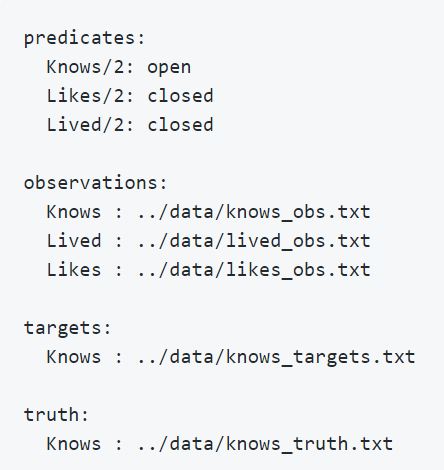 predicates:
  Knows/2: open
  Likes/2: closed
  Lived/2: closed

observations:
  Knows : ../data/knows_obs.txt
  Lived : ../data/lived_obs.txt
  Likes : ../data/likes_obs.txt

targets:
  Knows : ../data/knows_targets.txt

truth:
  Knows : ../data/knows_truth.txt